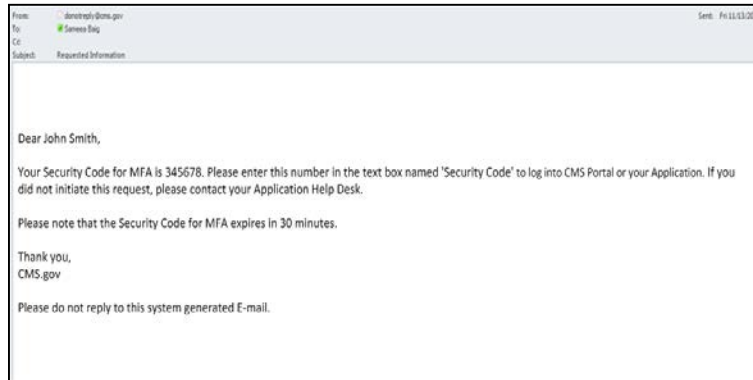 From: donotreply@cms.gov Sent: Fri 11/13/20
To: Sameea Baig
Cc
Subject: Requested Information
Dear John Smith,
Your Security Code for MFA is 345678. Please enter this number in the text box named 'Security Code' to log into CMS Portal or your Application. If you
did not initiate this request, please contact your Application Help Desk.
Please note that the Security Code for MFA expires in 30 minutes.
Thank you,
CMS.gov
Please do not reply to this system generated E-mail.